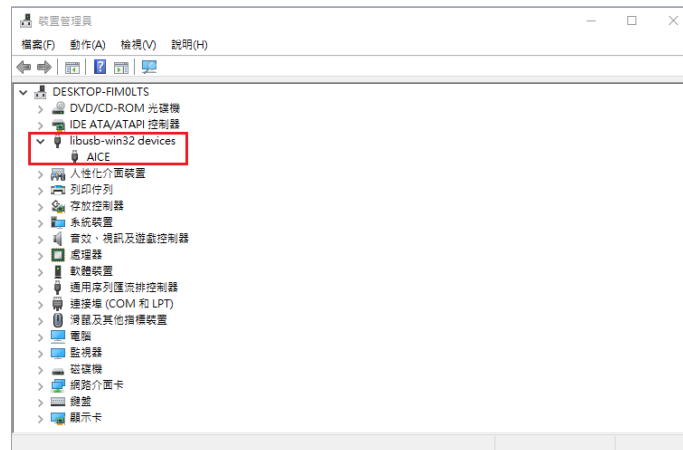 裝置管理員
檔案(F) 動作(A) 檢視(V) 說明(H)
DESKTOP-FIM0LTS
DVD/CD-ROM 光碟機
IDE ATA/ATAPI 控制器
libusb-win32 devices
AICE
人性化介面裝置
列印佇列
存放控制器
系統裝置
音效、視訊及遊戲控制器
處理器
軟體裝置
通用序列匯流排控制器
連接埠 (COM 和 LPT)
滑鼠及其他指標裝置
電腦
監視器
磁碟機
網路介面卡
鍵盤
顯示卡